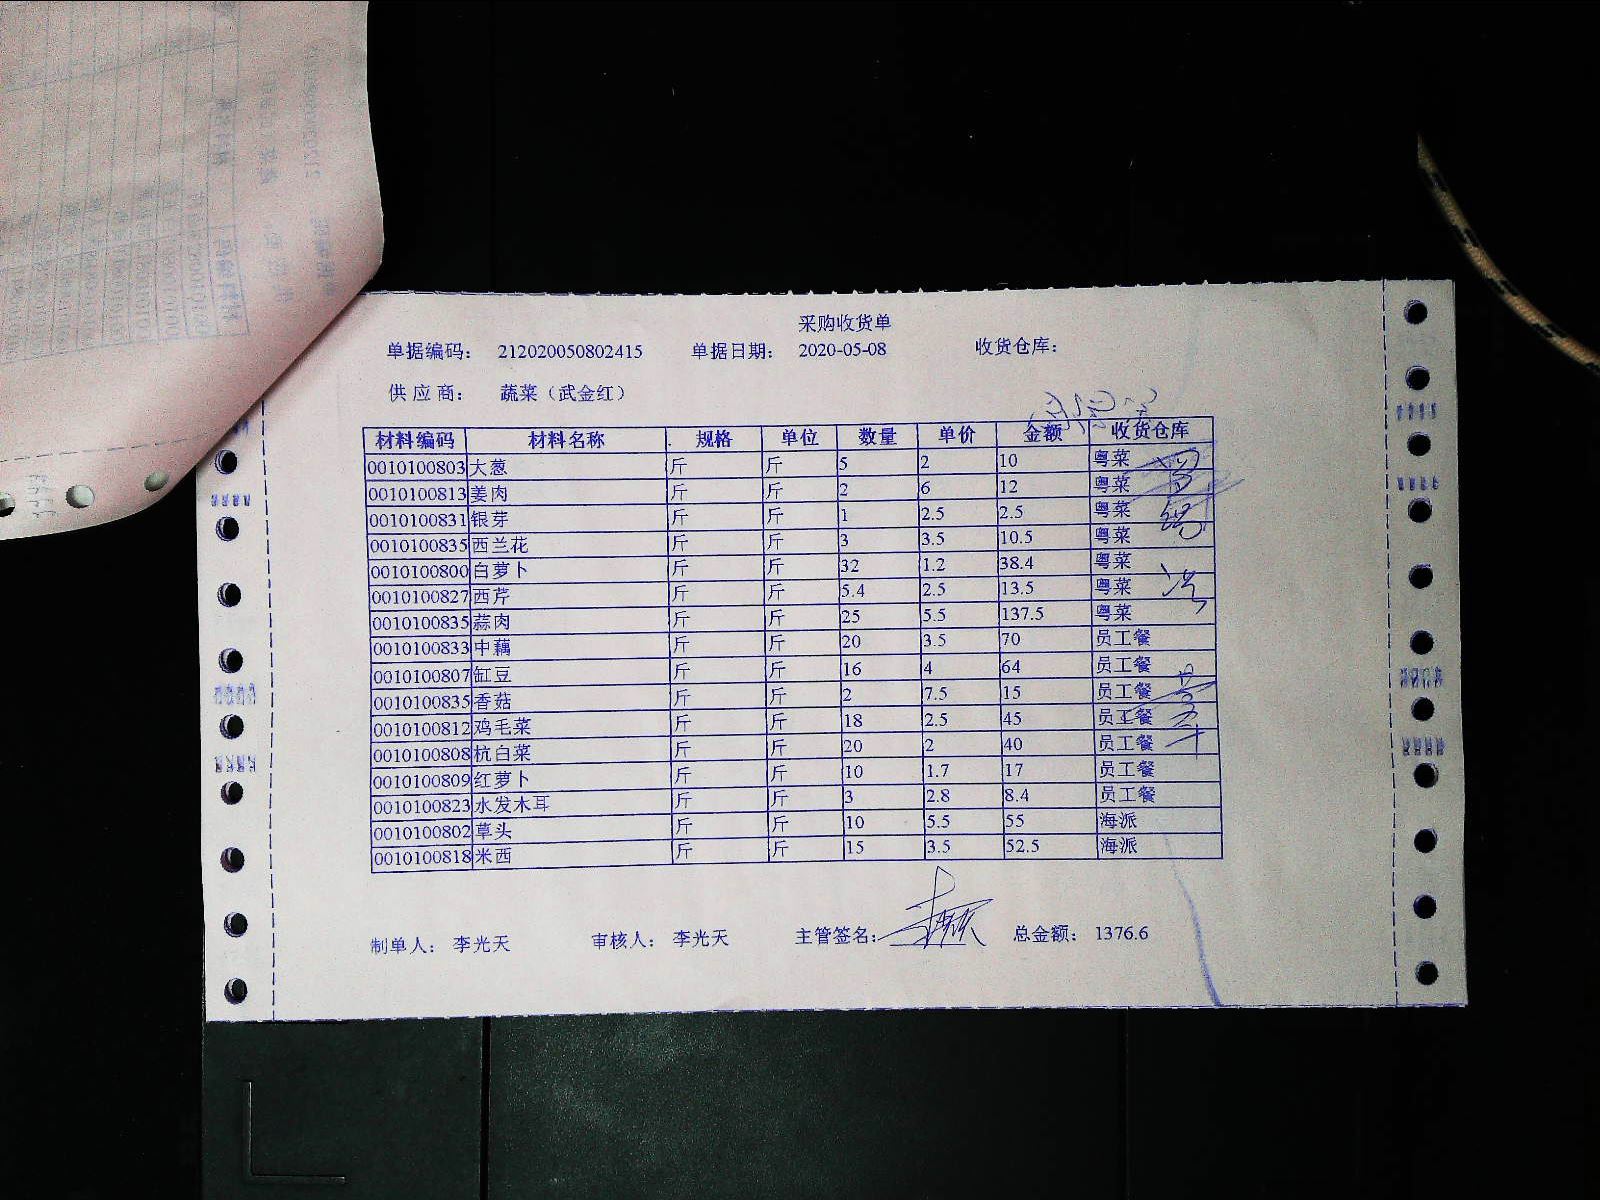 采购收货单
单据编码： 212020050802415 单据日期： 2020-05-08 收货仓库：
供 应 商： 蔬菜（武金红）
材料编码 材料名称 规格 单位 数量 单价 金额 收货仓库
0010100803 大葱 斤 斤 5 2 10 粤菜
0010100813 姜肉 斤 斤 2 6 12 粤菜
0010100831 银芽 斤 斤 1 2.5 2.5 粤菜
0010100835 西兰花 斤 斤 3 3.5 10.5 粤菜
0010100800 白萝卜 斤 斤 32 1.2 38.4 粤菜
0010100827 西芹 斤 斤 5.4 2.5 13.5 粤菜
0010100835 蒜肉 斤 斤 25 5.5 137.5 粤菜
0010100833 中藕 斤 斤 20 3.5 70 员工餐
0010100807 缸豆 斤 斤 16 4 64 员工餐
0010100835 香菇 斤 斤 2 7.5 15 员工餐
0010100812 鸡毛菜 斤 斤 18 2.5 45 员工餐
0010100808 杭白菜 斤 斤 20 2 40 员工餐
0010100809 红萝卜 斤 斤 10 1.7 17 员工餐
0010100823 水发木耳 斤 斤 3 2.8 8.4 员工餐
0010100802 草头 斤 斤 10 5.5 55 海派
0010100818 米西 斤 斤 15 3.5 52.5 海派
制单人： 李光天 审核人： 李光天 主管签名： 总金额： 1376.6